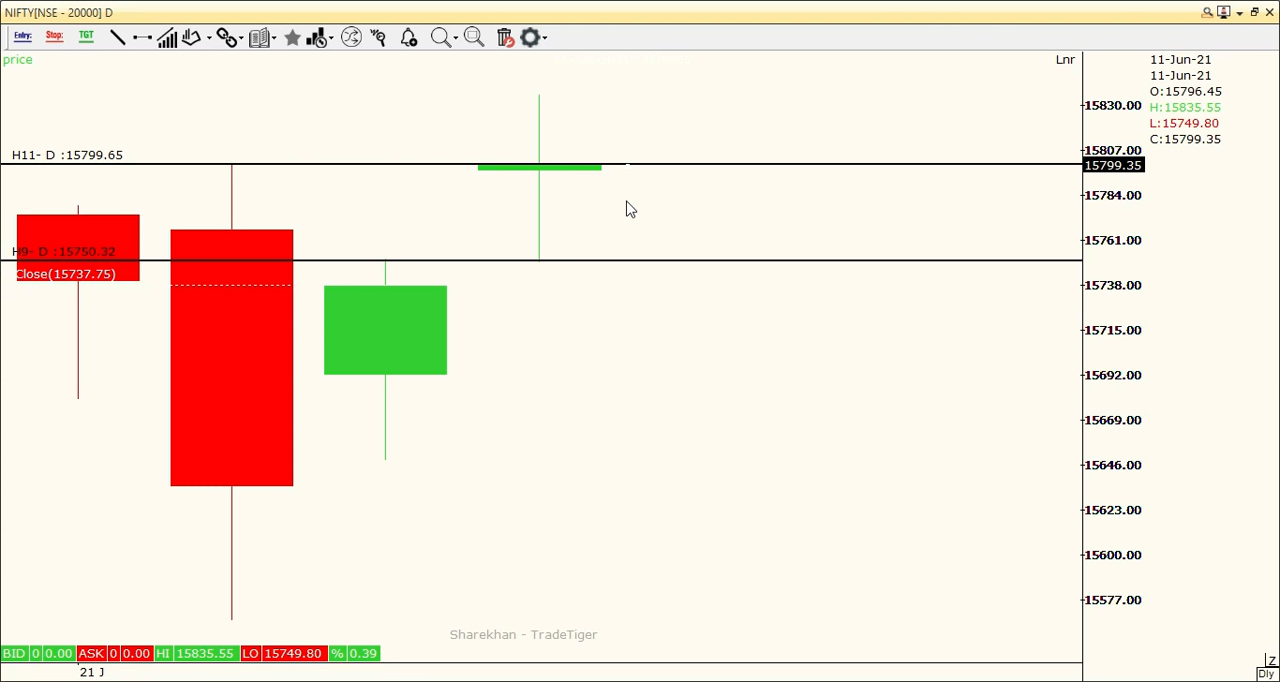 NIFTY[NSE - 20000] D
Entry: Stop: TGT
price
Lnr
11-Jun-21
11-Jun-21
O:15796.45
H:15835.55
L:15749.80
C:15799.35
15830.00
15807.00
15799.35
15784.00
15761.00
15738.00
15715.00
15692.00
15669.00
15646.00
15623.00
15600.00
15577.00
H11- D :15799.65
H9- D :15750.32
Close(15737.75)
Sharekhan - TradeTiger
BID 0 0.00 ASK 0 0.00 HI 15835.55 LO 15749.80 % 0.39
21 J
Z
Dly